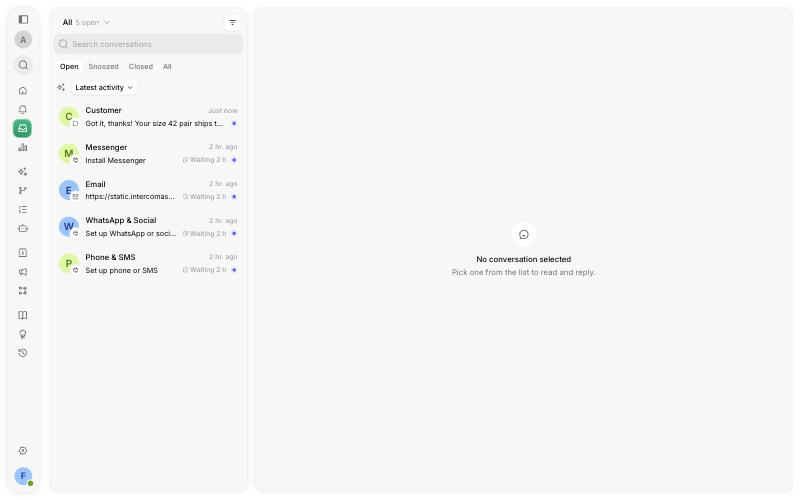 A
All 5 open
Search conversations
Open Snoozed Closed All
Latest activity
C
Customer Just now
Got it, thanks! Your size 42 pair ships t...
M
Messenger 2 hr. ago
Install Messenger Waiting 2 h
E
Email 2 hr. ago
https://static.intercomas... Waiting 2 h
W
WhatsApp & Social 2 hr. ago
Set up WhatsApp or soci... Waiting 2 h
P
Phone & SMS 2 hr. ago
Set up phone or SMS Waiting 2 h
No conversation selected
Pick one from the list to read and reply.
F